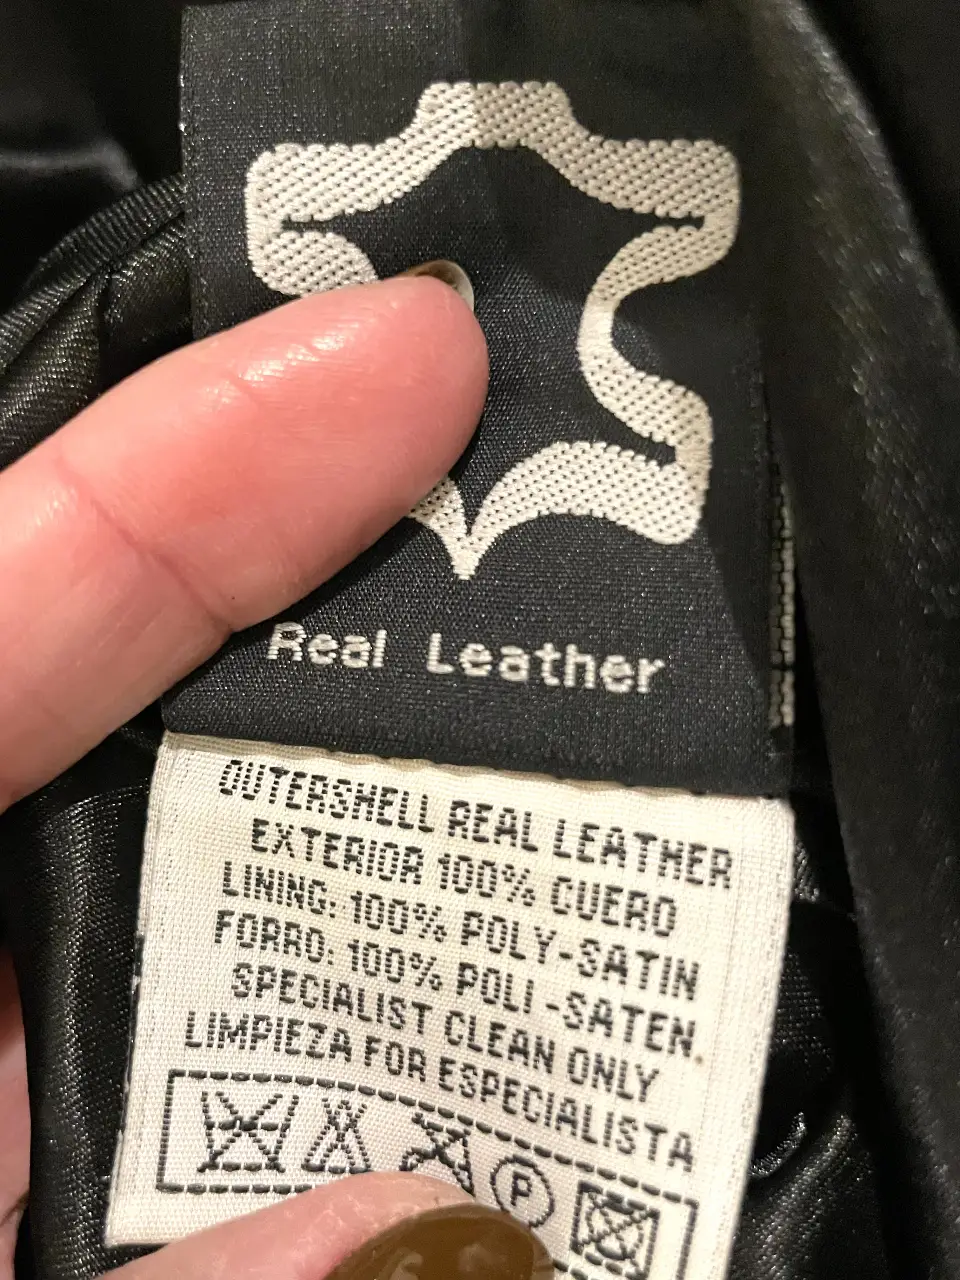 Real Leather
OUTERSHELL REAL LEATHER
EXTERIOR 100% CUERO
LINING: 100% POLY-SATIN
FORRO: 100% POLI-SATEN.
SPECIALIST CLEAN ONLY
LIMPIEZA FOR ESPECIALISTA
P